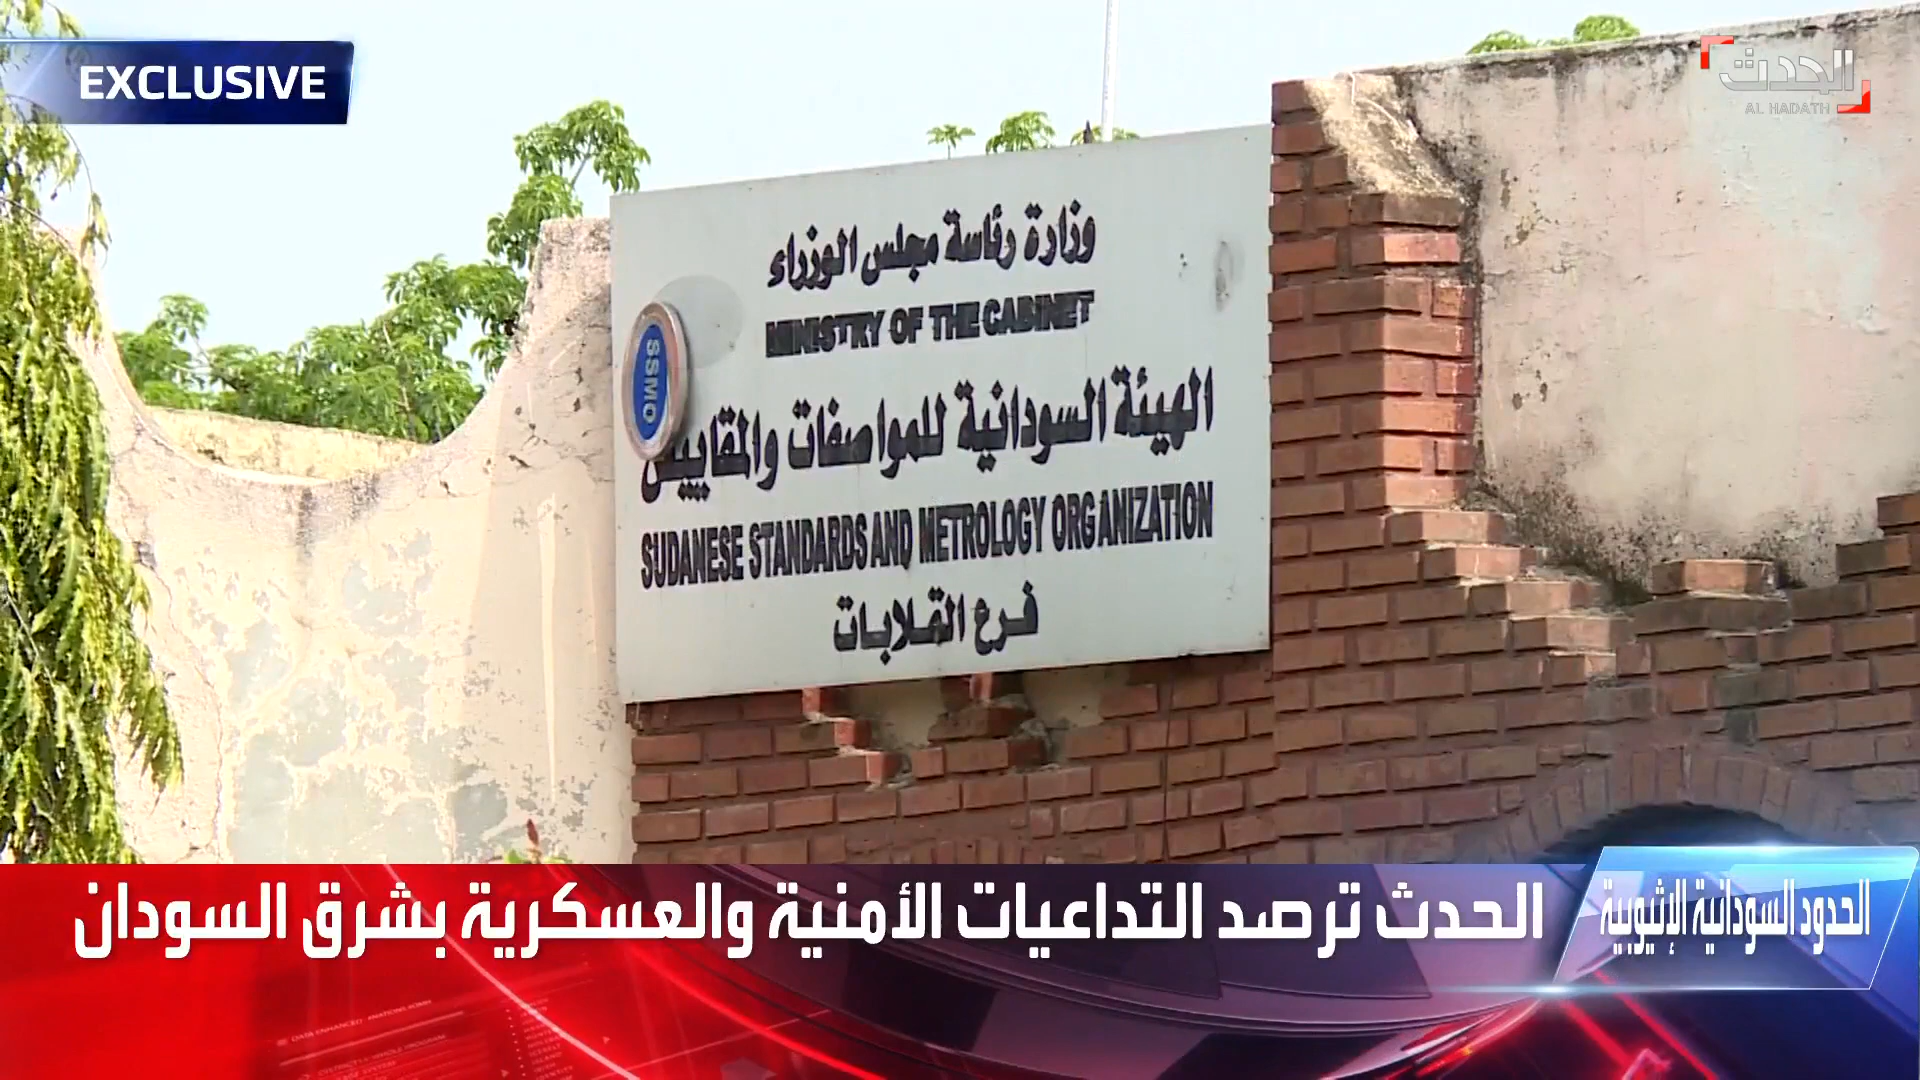 EXCLUSIVE
الحدث
AL HADATH
وزارة رئاسة مجلس الوزراء
MINISTRY OF THE CABINET
SSMO
الهيئة السودانية للمواصفات والمقاييس
SUDANESE STANDARDS AND METROLOGY ORGANIZATION
فرع القلابات
الحدود السودانية الإثيوبية
الحدث ترصد التداعيات الأمنية والعسكرية بشرق السودان